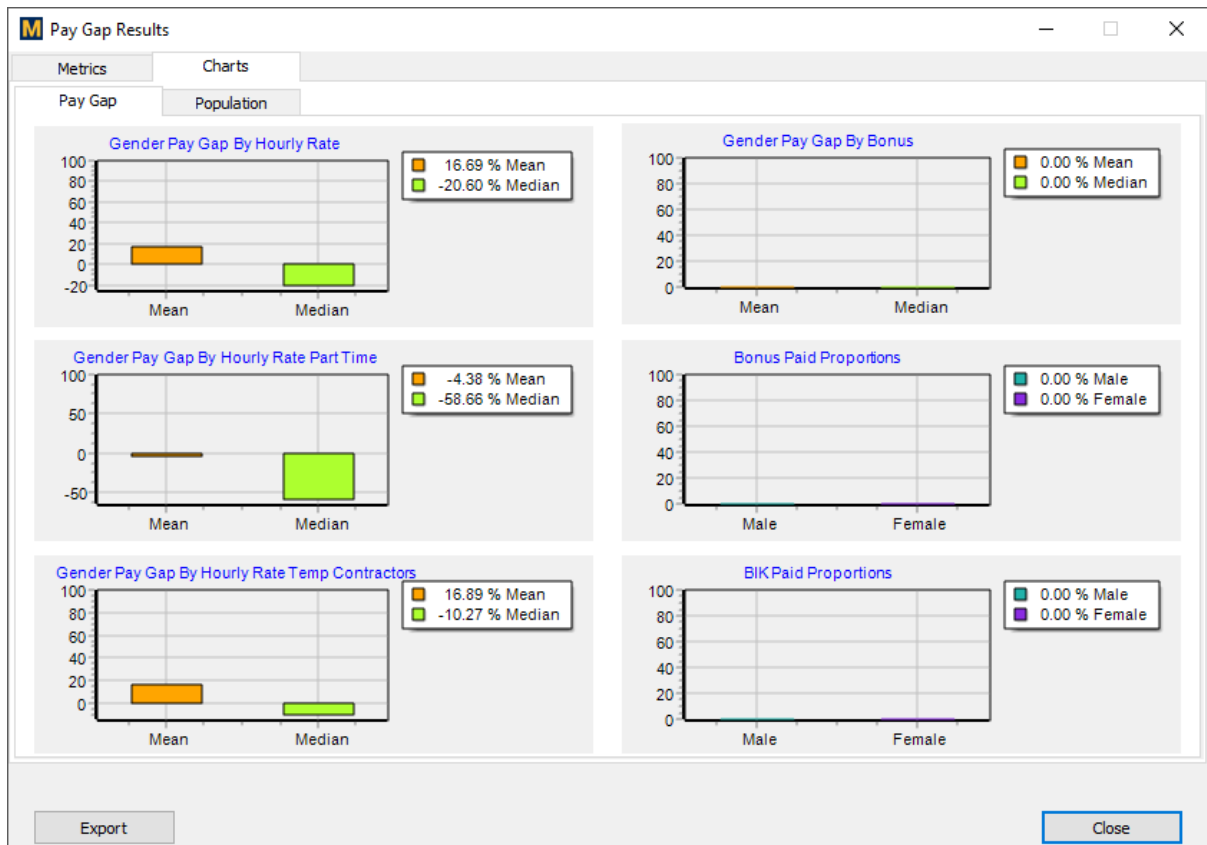 M Pay Gap Results
Metrics
Charts
Pay Gap
Population
Gender Pay Gap By Hourly Rate
100
80
60
40
20
0
-20
Mean
Median
16.69 % Mean
-20.60 % Median
Gender Pay Gap By Bonus
100
80
60
40
20
0
Mean
Median
0.00 % Mean
0.00 % Median
Gender Pay Gap By Hourly Rate Part Time
100
50
0
-50
Mean
Median
-4.38 % Mean
-58.66 % Median
Bonus Paid Proportions
100
80
60
40
20
0
Male
Female
0.00 % Male
0.00 % Female
Gender Pay Gap By Hourly Rate Temp Contractors
100
80
60
40
20
0
Mean
Median
16.89 % Mean
-10.27 % Median
BIK Paid Proportions
100
80
60
40
20
0
Male
Female
0.00 % Male
0.00 % Female
Export
Close